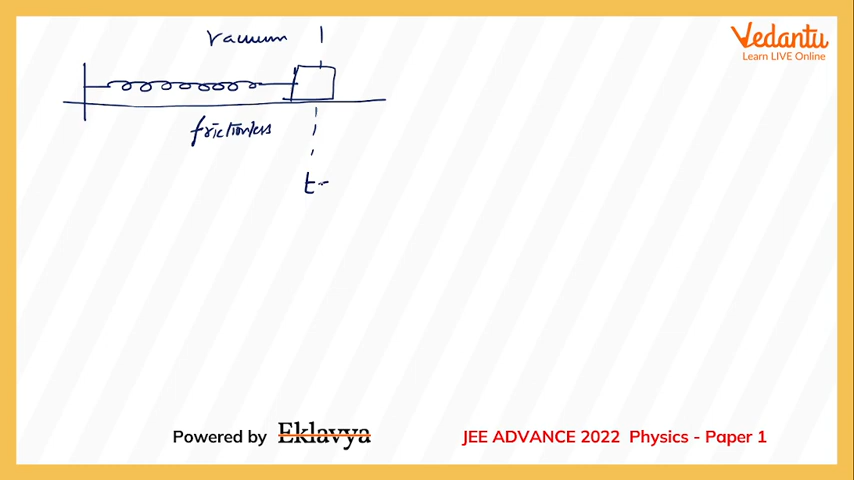 vacuum
Vedantu
Learn LIVE Online
frictionless
t-
Powered by Eklavya
JEE ADVANCE 2022 Physics - Paper 1